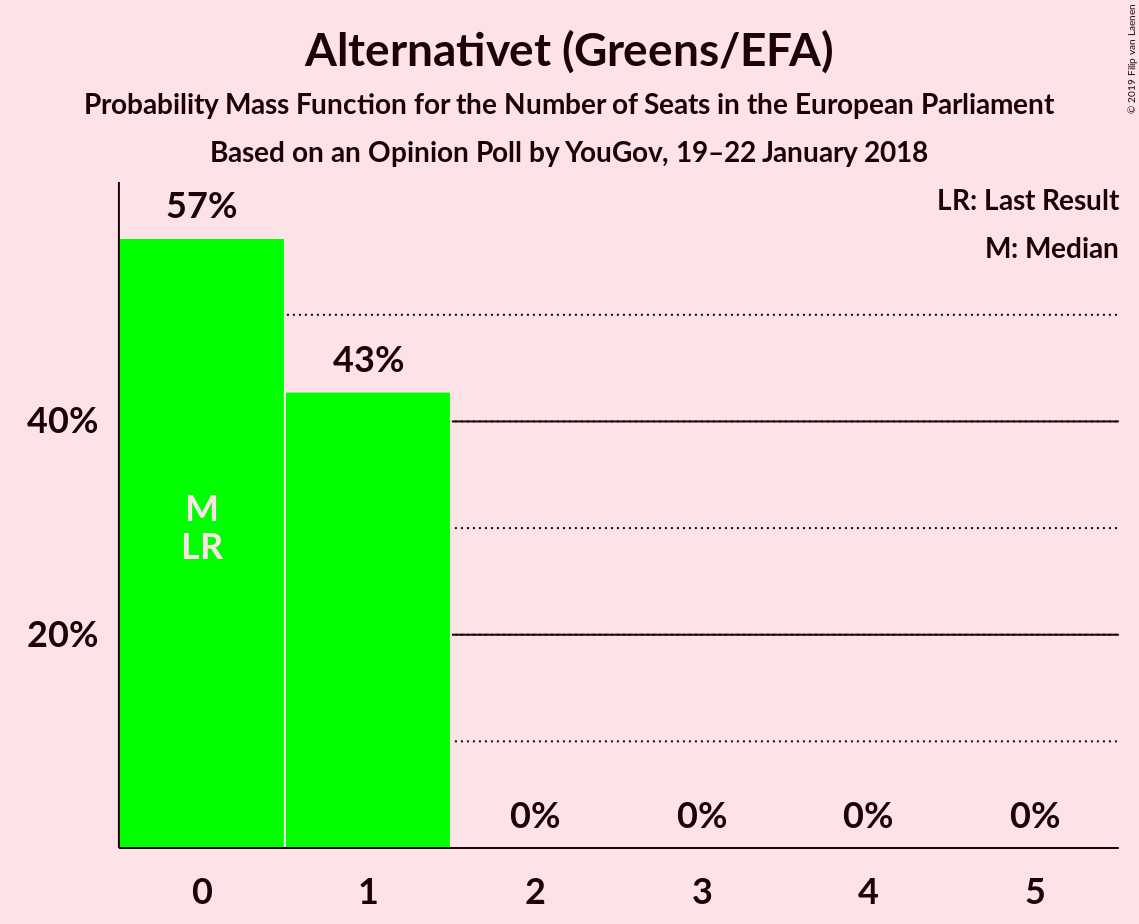 Alternativet (Greens/EFA)
Probability Mass Function for the Number of Seats in the European Parliament
Based on an Opinion Poll by YouGov, 19–22 January 2018
© 2019 Filip van Laenen
LR: Last Result
M: Median
57%
43%
40%
M
LR
20%
0% 0% 0% 0%
0 1 2 3 4 5